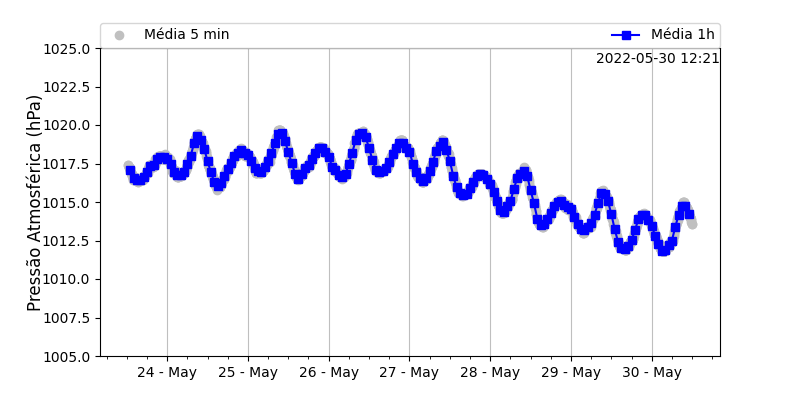 Média 5 min
Média 1h
2022-05-30 12:21
Pressão Atmosférica (hPa)
1025.0
1022.5
1020.0
1017.5
1015.0
1012.5
1010.0
1007.5
1005.0
24 - May
25 - May
26 - May
27 - May
28 - May
29 - May
30 - May